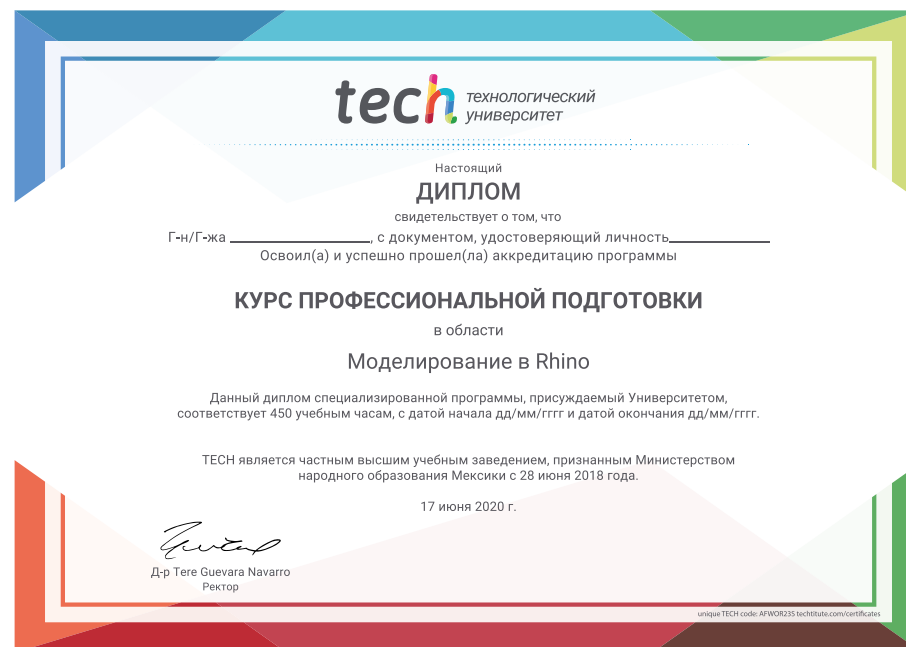 tech технологический
университет
Настоящий
ДИПЛОМ
свидетельствует о том, что
Г-н/Г-жа ____________________, с документом, удостоверяющий личность______________
Освоил(а) и успешно прошел(ла) аккредитацию программы
КУРС ПРОФЕССИОНАЛЬНОЙ ПОДГОТОВКИ
в области
Моделирование в Rhino
Данный диплом специализированной программы, присуждаемый Университетом,
соответствует 450 учебным часам, с датой начала дд/мм/гггг и датой окончания дд/мм/гггг.
TECH является частным высшим учебным заведением, признанным Министерством
народного образования Мексики с 28 июня 2018 года.
17 июня 2020 г.
Д-р Tere Guevara Navarro
Ректор
unique TECH code: AFWOR23S techtitute.com/certificates